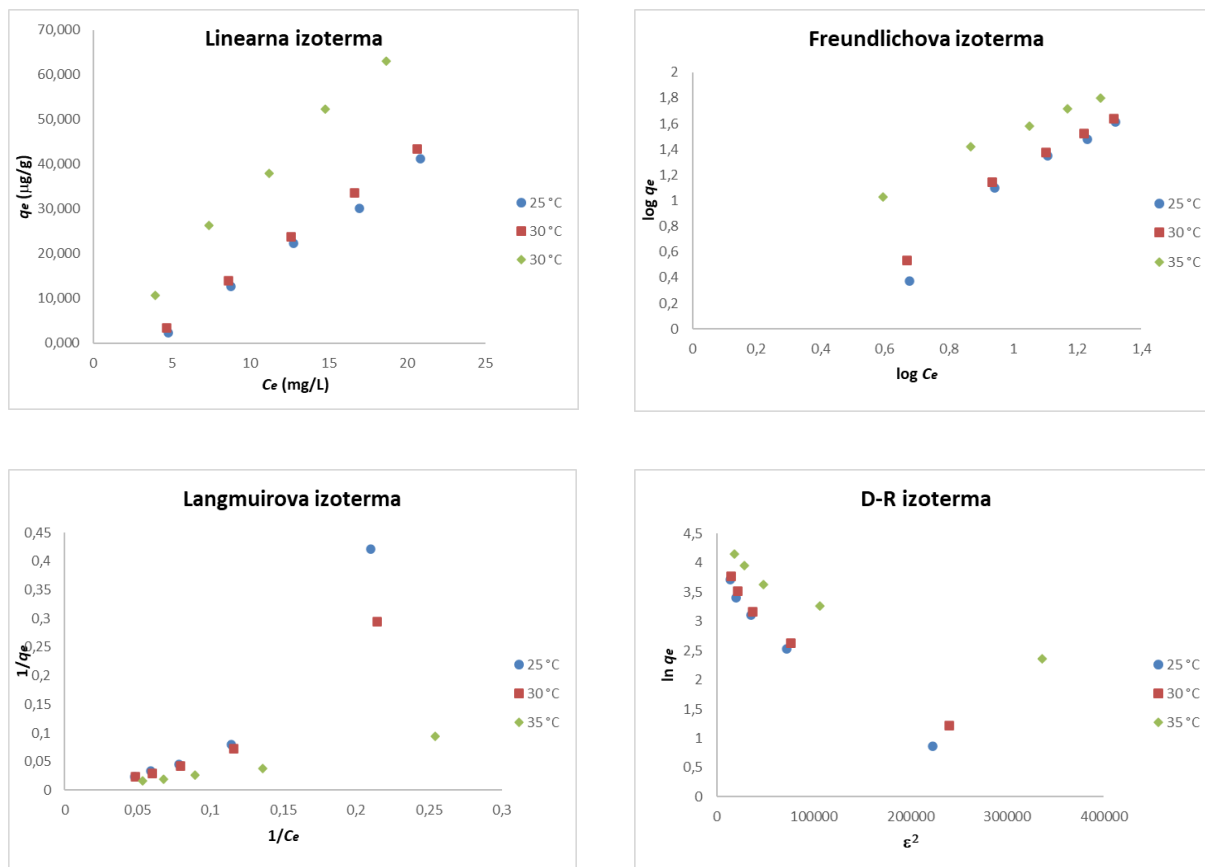 Linearna izoterma
70,000
60,000
50,000
40,000
30,000
20,000
10,000
0,000
qe (µg/g)
0 5 10 15 20 25
Ce (mg/L)
25 °C
30 °C
30 °C
Freundlichova izoterma
2
1,8
1,6
1,4
1,2
1
0,8
0,6
0,4
0,2
0
log qe
0 0,2 0,4 0,6 0,8 1 1,2 1,4
log Ce
25 °C
30 °C
35 °C
Langmuirova izoterma
0,45
0,4
0,35
0,3
0,25
0,2
0,15
0,1
0,05
0
1/qe
0 0,05 0,1 0,15 0,2 0,25 0,3
1/Ce
25 °C
30 °C
35 °C
D-R izoterma
4,5
4
3,5
3
2,5
2
1,5
1
0,5
0
ln qe
0 100000 200000 300000 400000
ε²
25 °C
30 °C
35 °C